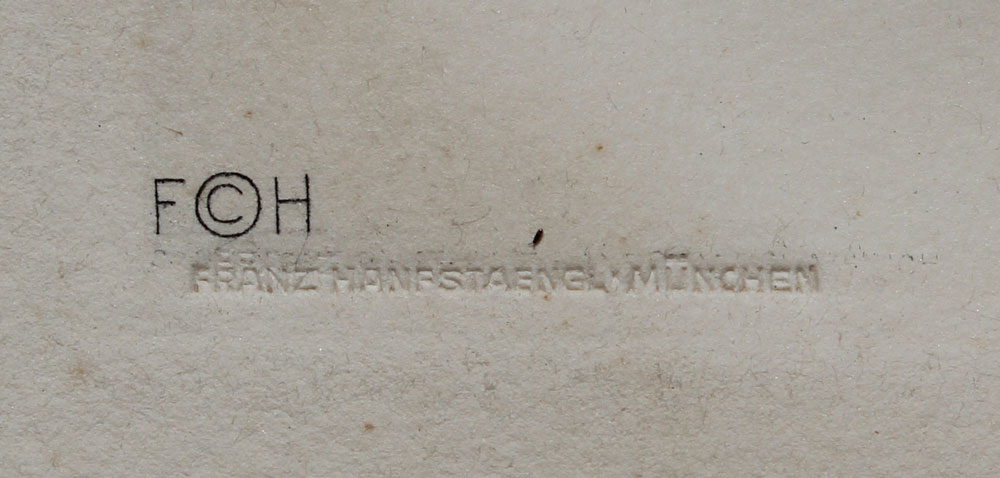 F©H
FRANZ HANFSTAENGL, MÜNCHEN